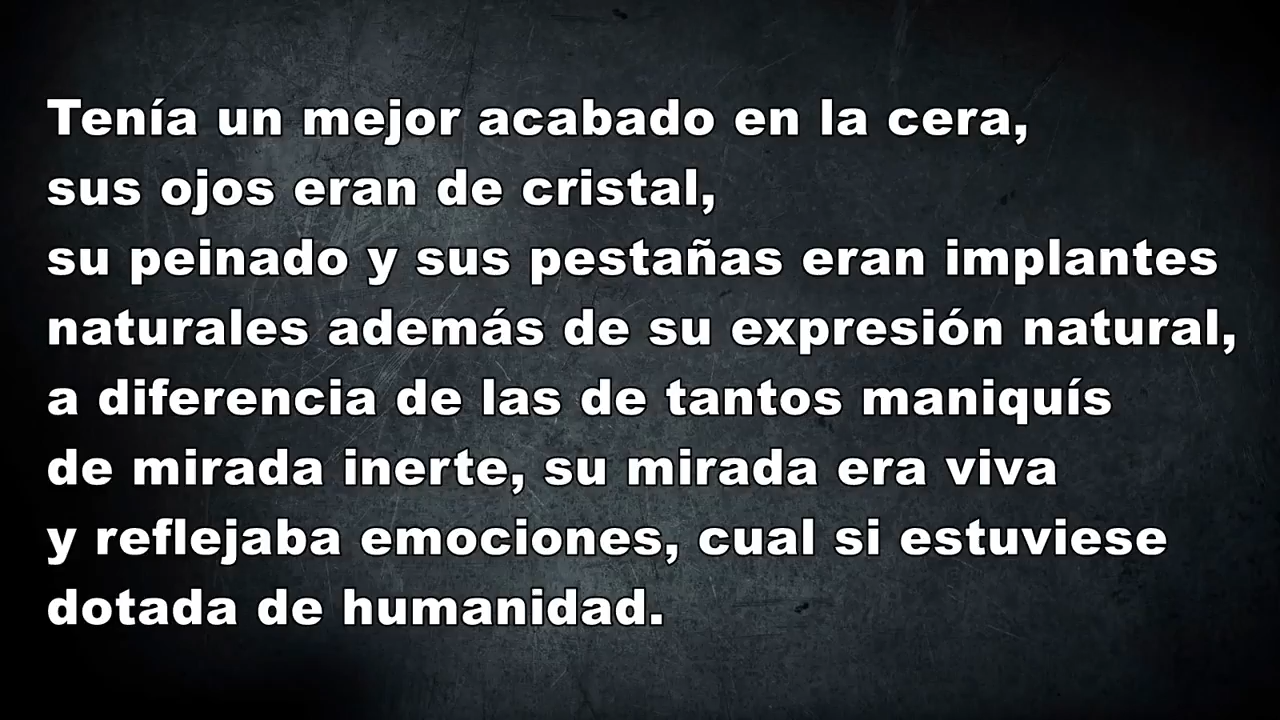 Tenía un mejor acabado en la cera,
sus ojos eran de cristal,
su peinado y sus pestañas eran implantes
naturales además de su expresión natural,
a diferencia de las de tantos maniquís
de mirada inerte, su mirada era viva
y reflejaba emociones, cual si estuviese
dotada de humanidad.